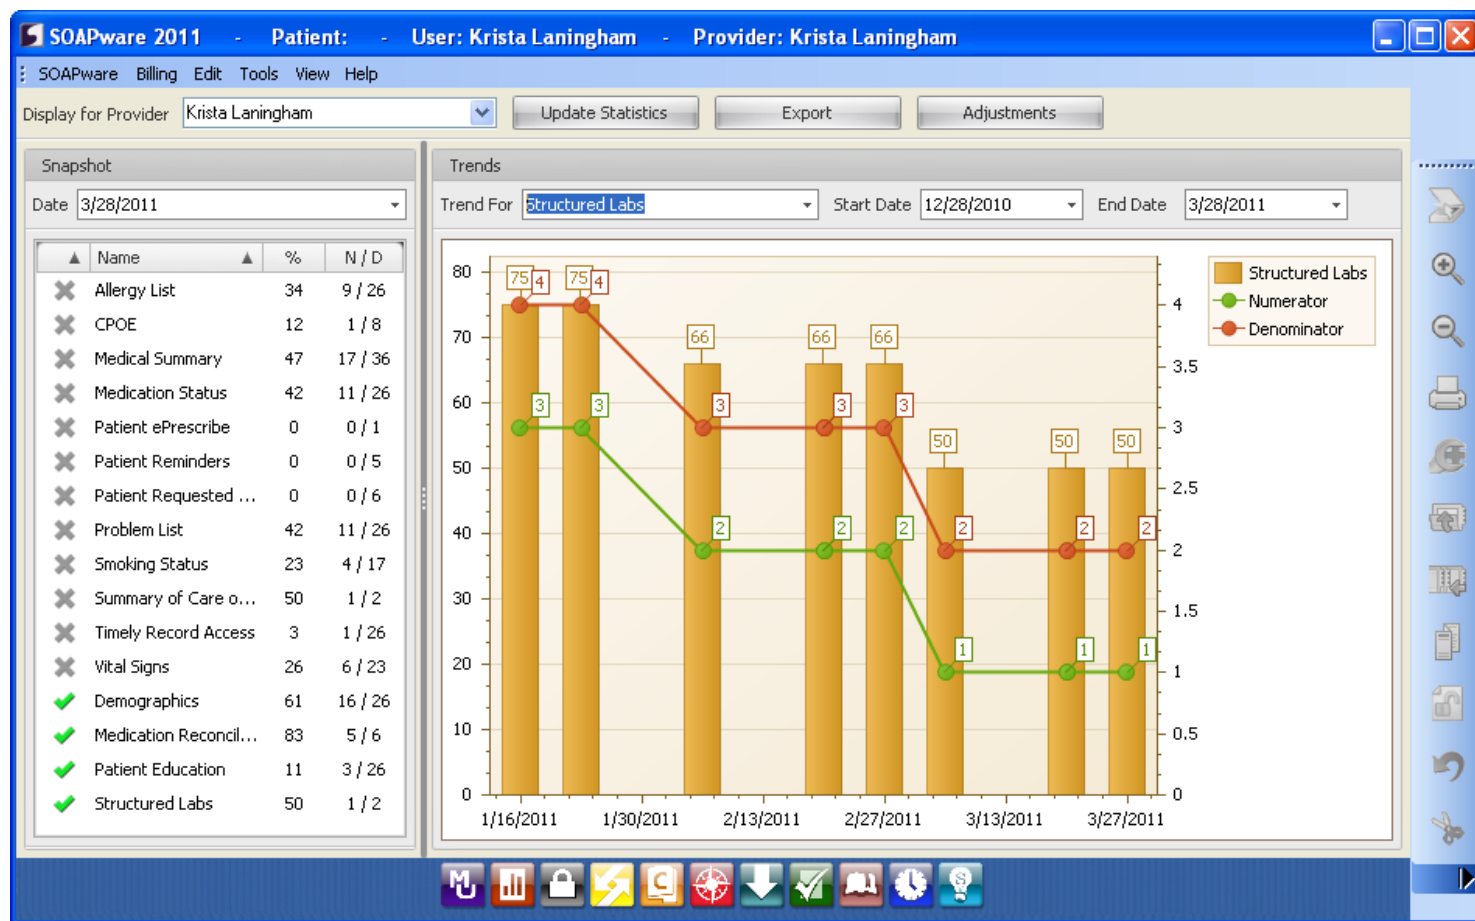 SOAPware 2011 - Patient: - User: Krista Laningham - Provider: Krista Laningham
SOAPware Billing Edit Tools View Help
Display for Provider Krista Laningham Update Statistics Export Adjustments
Snapshot
Date 3/28/2011
Name % N / D
Allergy List 34 9 / 26
CPOE 12 1 / 8
Medical Summary 47 17 / 36
Medication Status 42 11 / 26
Patient ePrescribe 0 0 / 1
Patient Reminders 0 0 / 5
Patient Requested ... 0 0 / 6
Problem List 42 11 / 26
Smoking Status 23 4 / 17
Summary of Care o... 50 1 / 2
Timely Record Access 3 1 / 26
Vital Signs 26 6 / 23
Demographics 61 16 / 26
Medication Reconcil... 83 5 / 6
Patient Education 11 3 / 26
Structured Labs 50 1 / 2
Trends
Trend For Structured Labs Start Date 12/28/2010 End Date 3/28/2011
80
70
60
50
40
30
20
10
0
75 4 75 4
66 66 66
3 3 3 3 3
50 50 50
2 2 2 2 2 2
1 1 1
4
3.5
3
2.5
2
1.5
1
0.5
0
1/16/2011 1/30/2011 2/13/2011 2/27/2011 3/13/2011 3/27/2011
Structured Labs
Numerator
Denominator
MU
C
S